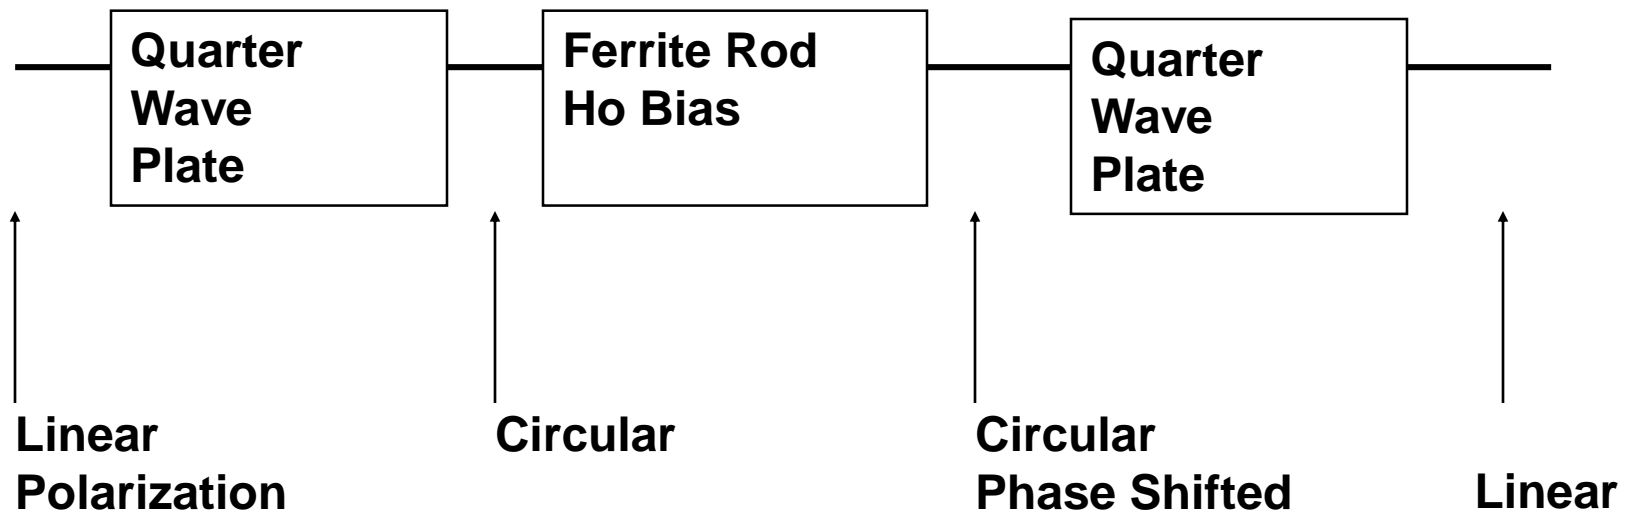 Quarter
Wave
Plate
Ferrite Rod
Ho Bias
Quarter
Wave
Plate
Linear
Polarization
Circular
Circular
Phase Shifted
Linear